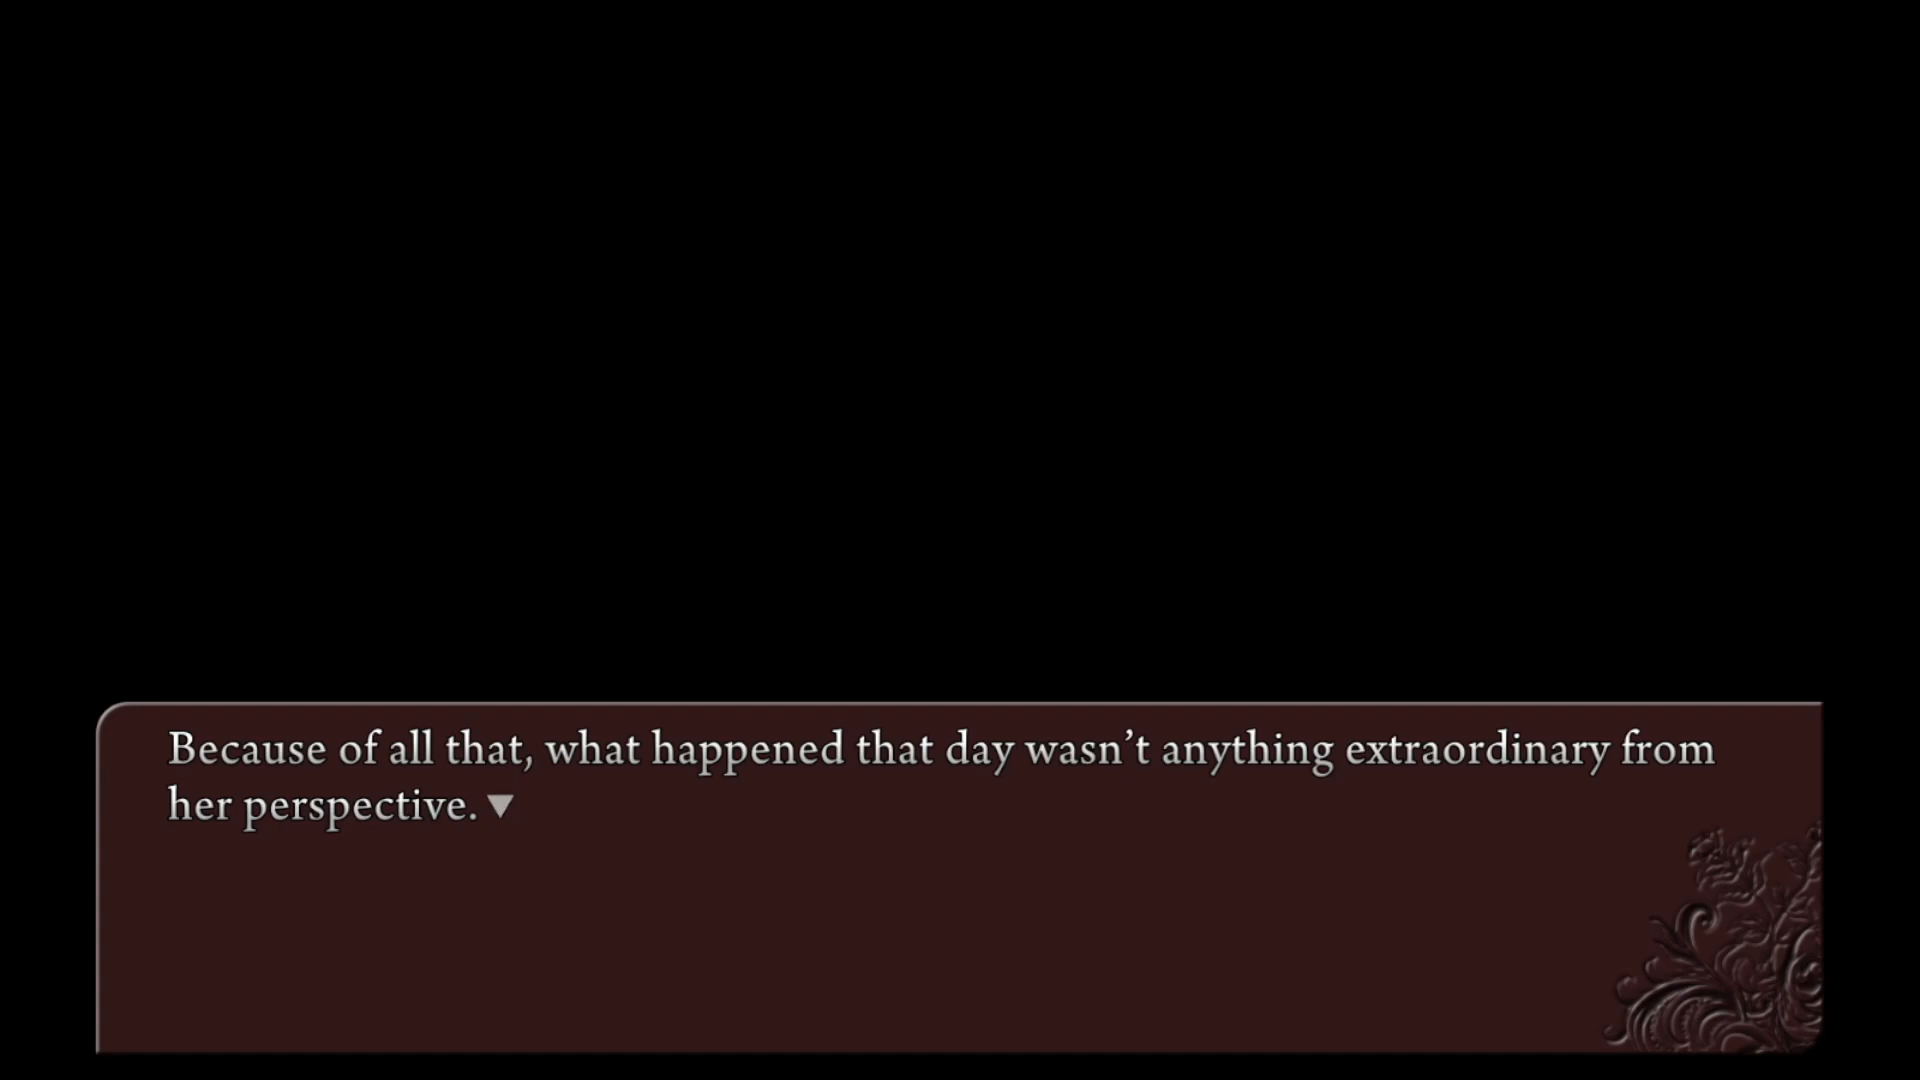 Because of all that, what happened that day wasn’t anything extraordinary from
her perspective.